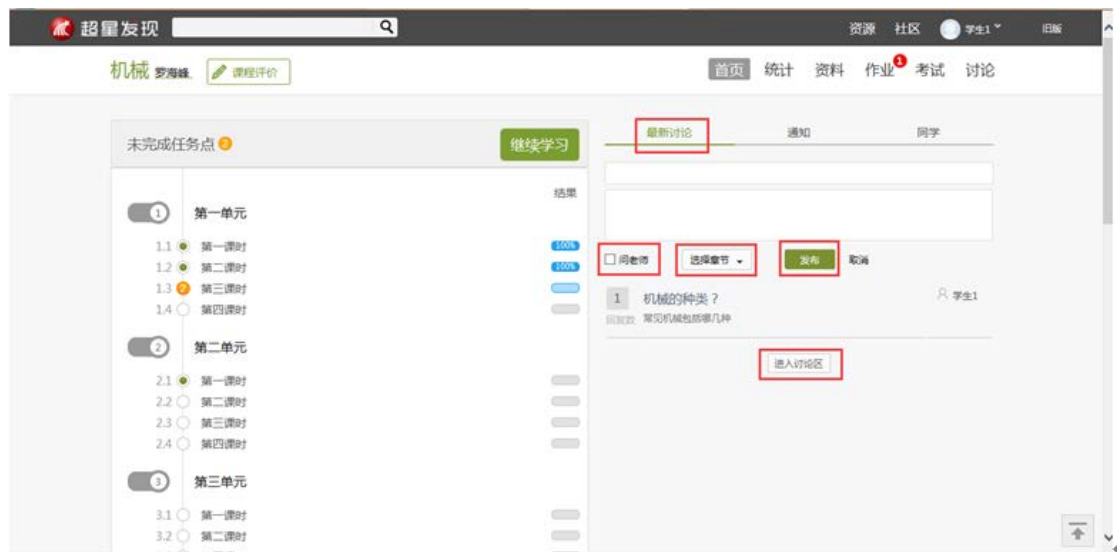 超星发现
资源 社区 学生1 旧版
机械 罗海峰 课程评价
首页 统计 资料 作业 1 考试 讨论
未完成任务点 2 继续学习
结果
1 第一单元
1.1 第一课时 100%
1.2 第二课时 100%
1.3 2 第三课时
1.4 第四课时
2 第二单元
2.1 第一课时
2.2 第二课时
2.3 第三课时
2.4 第四课时
3 第三单元
3.1 第一课时
3.2 第二课时
最新讨论 通知 同学
问老师 选择章节 发布 取消
1 机械的种类？ 学生1
回复数 常见机械包括哪几种
进入讨论区